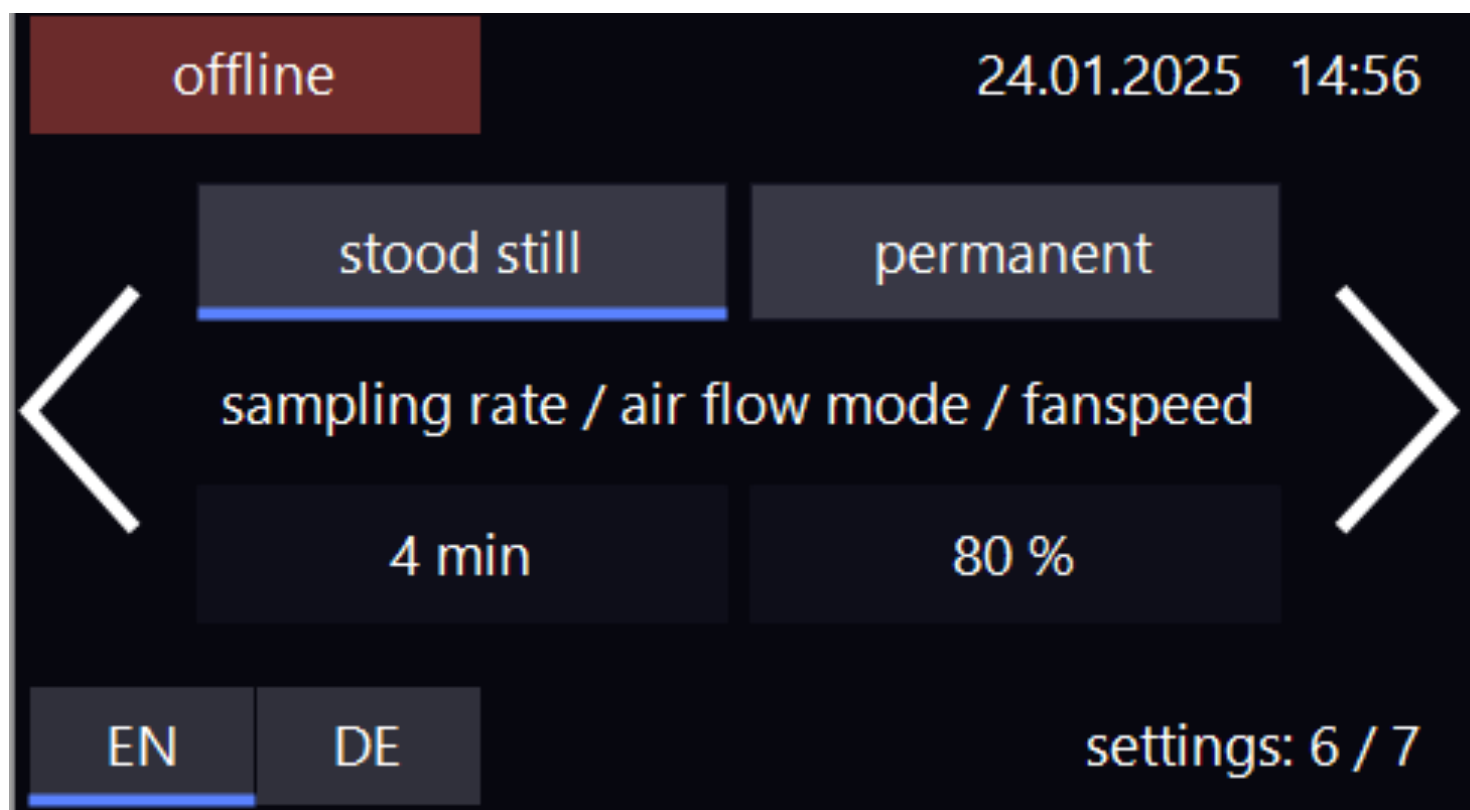 offline 24.01.2025 14:56
stood still permanent
sampling rate / air flow mode / fanspeed
4 min 80 %
EN DE settings: 6 / 7